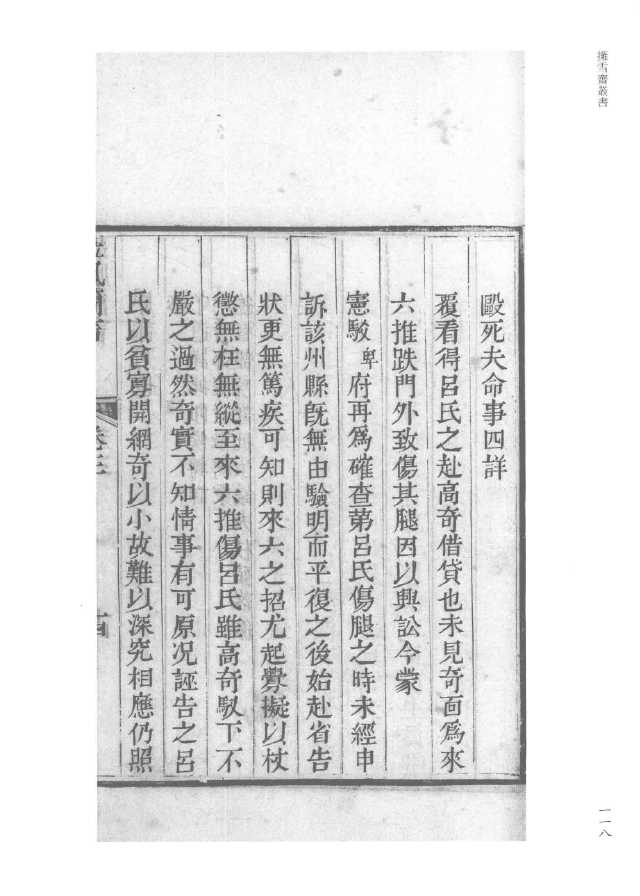 擁雪齋叢書
毆死夫命事四詳
覆看得呂氏之赴高奇借貸也未見奇面爲來
六推跌門外致傷其腿因以興訟今蒙
憲駁卑府再爲確查第呂氏傷腿之時未經申
訴該州縣旣無由驗明而平復之後始赴省告
狀更無篤疾可知則來六之招尤起釁擬以杖
懲無枉無縱至來六推傷呂氏雖高奇馭下不
嚴之過然奇實不知情事有可原况誣告之呂
氏以貧寡開網奇以小故難以深究相應仍照
一一八